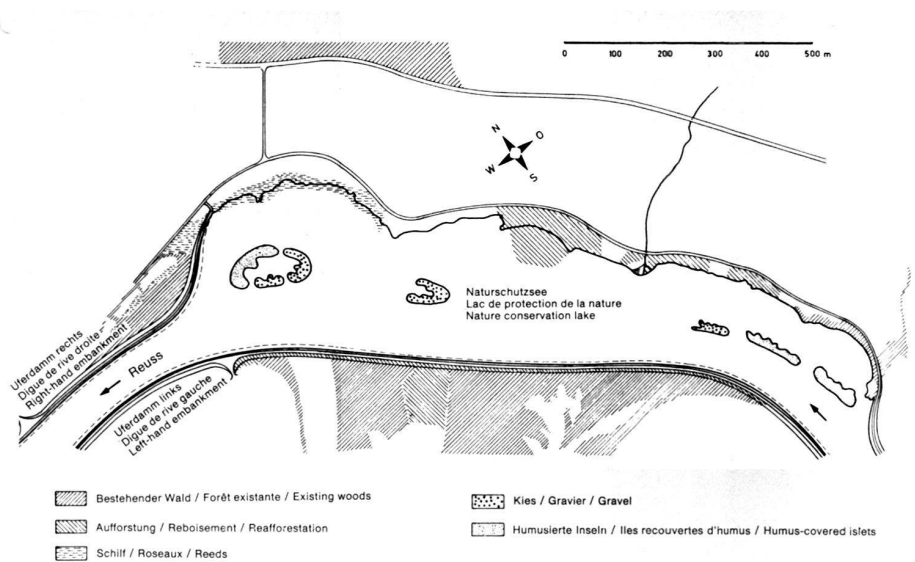 0 100 200 300 400 500 m
N
O
W
S
Naturschutzsee
Lac de protection de la nature
Nature conservation lake
Uferdamm rechts
Digue de rive droite
Right-hand embankment
Reuss
Uferdamm links
Digue de rive gauche
Left-hand embankment
Bestehender Wald / Forêt existante / Existing woods
Aufforstung / Reboisement / Reafforestation
Schilf / Roseaux / Reeds
Kies / Gravier / Gravel
Humusierte Inseln / Iles recouvertes d'humus / Humus-covered islets